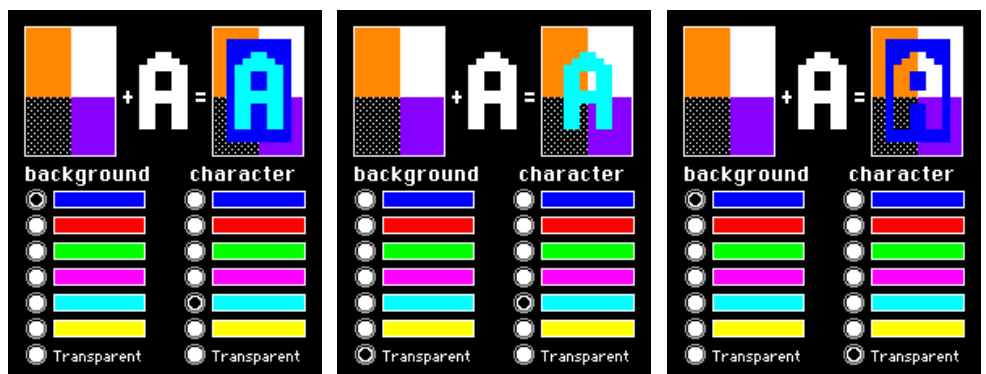 + A = A
+ A = A
+ A = A
background character
background character
background character
Transparent Transparent
Transparent Transparent
Transparent Transparent